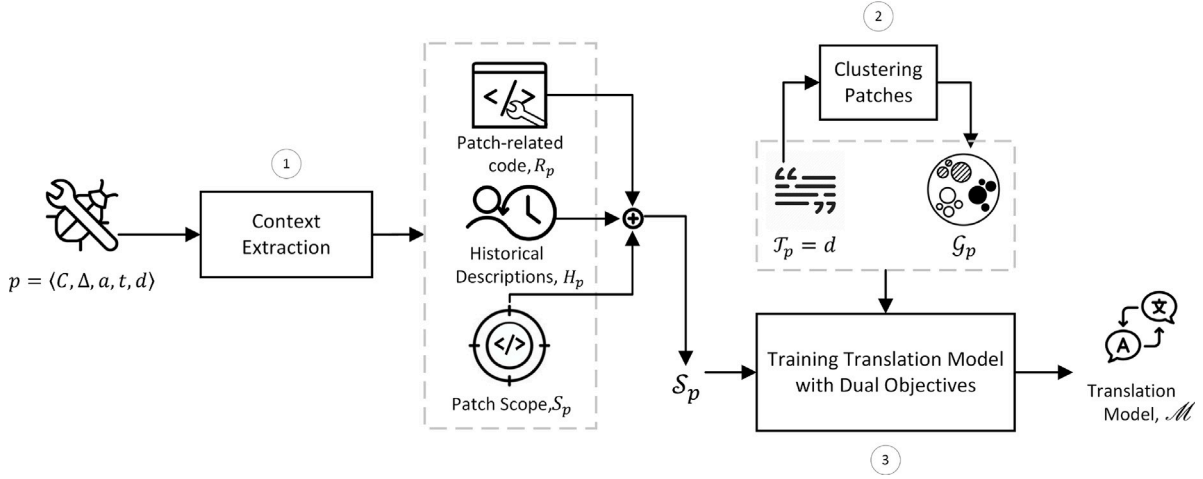 1
p = ⟨C, Δ, a, t, d⟩
Context
Extraction
</>
Patch-related
code, R_p
Historical
Descriptions, H_p
</>
Patch Scope,S_p
𝒮_p
2
Clustering
Patches
𝒯_p = d
𝒢_p
Training Translation Model
with Dual Objectives
3
文
A
Translation
Model, ℳ